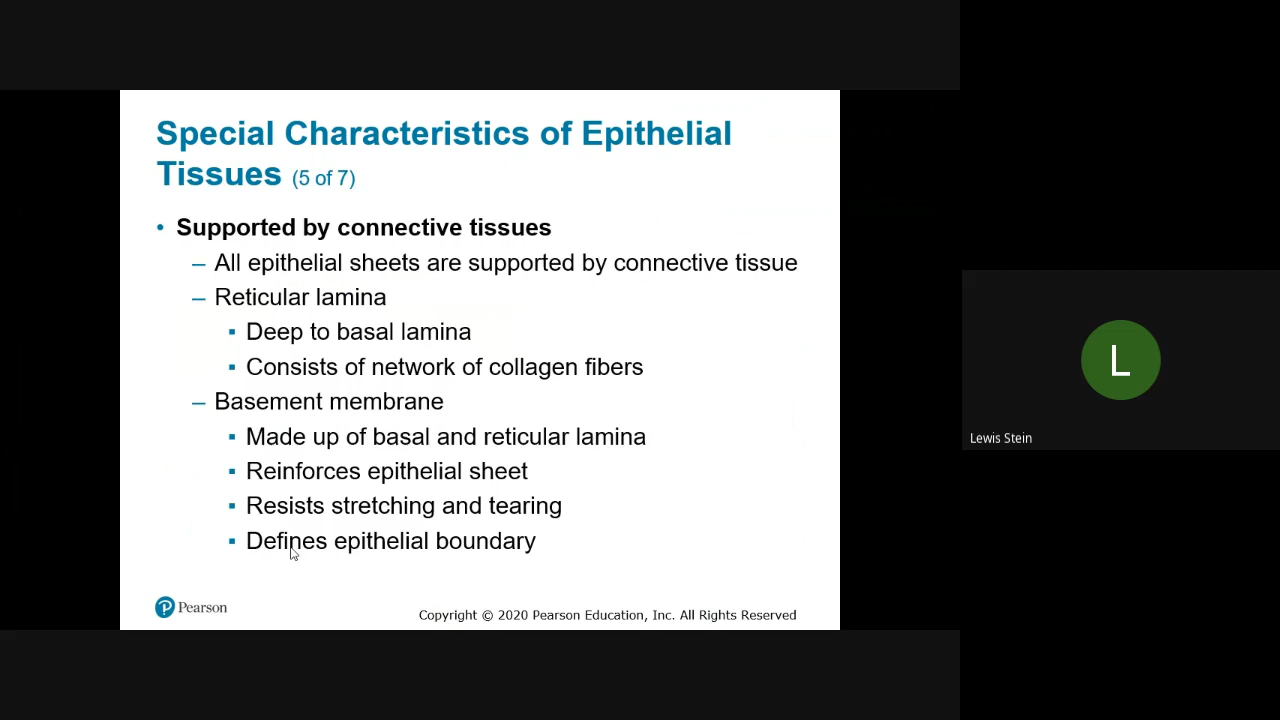 Special Characteristics of Epithelial
Tissues (5 of 7)
• Supported by connective tissues
– All epithelial sheets are supported by connective tissue
– Reticular lamina
▪ Deep to basal lamina
▪ Consists of network of collagen fibers
– Basement membrane
▪ Made up of basal and reticular lamina
▪ Reinforces epithelial sheet
▪ Resists stretching and tearing
▪ Defines epithelial boundary
P Pearson
Copyright © 2020 Pearson Education, Inc. All Rights Reserved
L
Lewis Stein